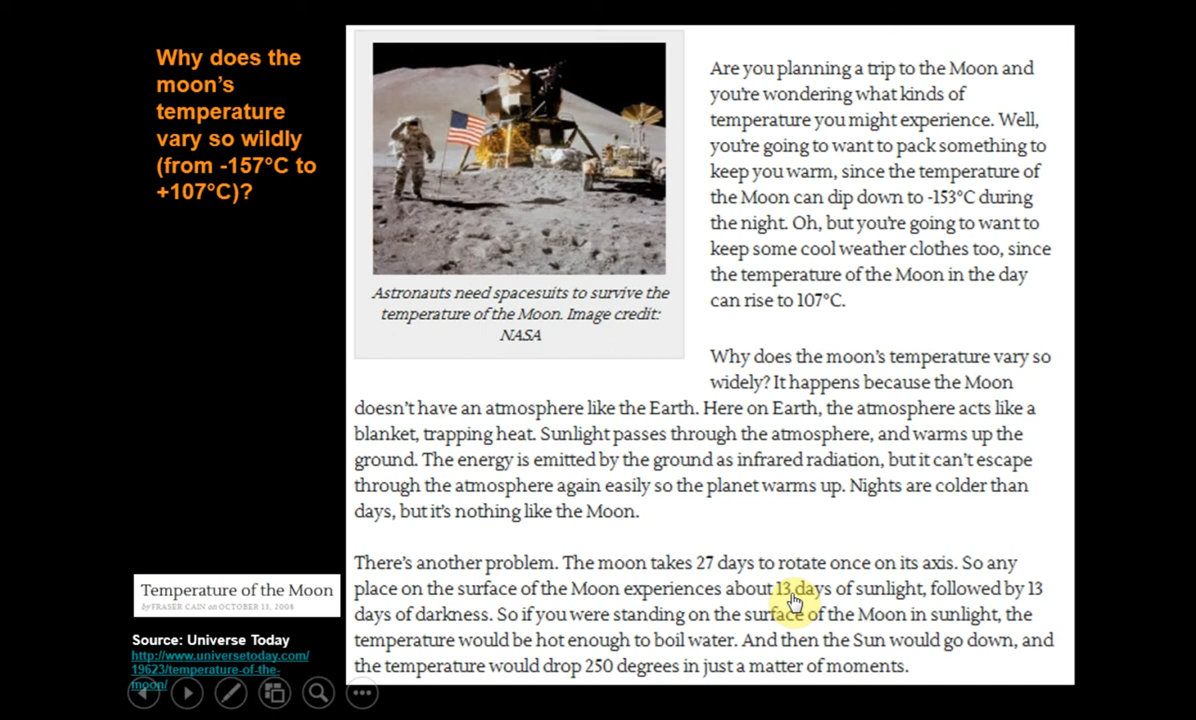 Why does the
moon's
temperature
vary so wildly
(from -157°C to
+107°C)?
Astronauts need spacesuits to survive the
temperature of the Moon. Image credit:
NASA
Are you planning a trip to the Moon and
you're wondering what kinds of
temperature you might experience. Well,
you're going to want to pack something to
keep you warm, since the temperature of
the Moon can dip down to -153°C during
the night. Oh, but you're going to want to
keep some cool weather clothes too, since
the temperature of the Moon in the day
can rise to 107°C.
Why does the moon's temperature vary so
widely? It happens because the Moon
doesn't have an atmosphere like the Earth. Here on Earth, the atmosphere acts like a
blanket, trapping heat. Sunlight passes through the atmosphere, and warms up the
ground. The energy is emitted by the ground as infrared radiation, but it can't escape
through the atmosphere again easily so the planet warms up. Nights are colder than
days, but it's nothing like the Moon.
There's another problem. The moon takes 27 days to rotate once on its axis. So any
place on the surface of the Moon experiences about 13 days of sunlight, followed by 13
days of darkness. So if you were standing on the surface of the Moon in sunlight, the
temperature would be hot enough to boil water. And then the Sun would go down, and
the temperature would drop 250 degrees in just a matter of moments.
Temperature of the Moon
by FRASER CAIN on OCTOBER 13, 2008
Source: Universe Today
http://www.universetoday.com/
19623/temperature-of-the-
moon/